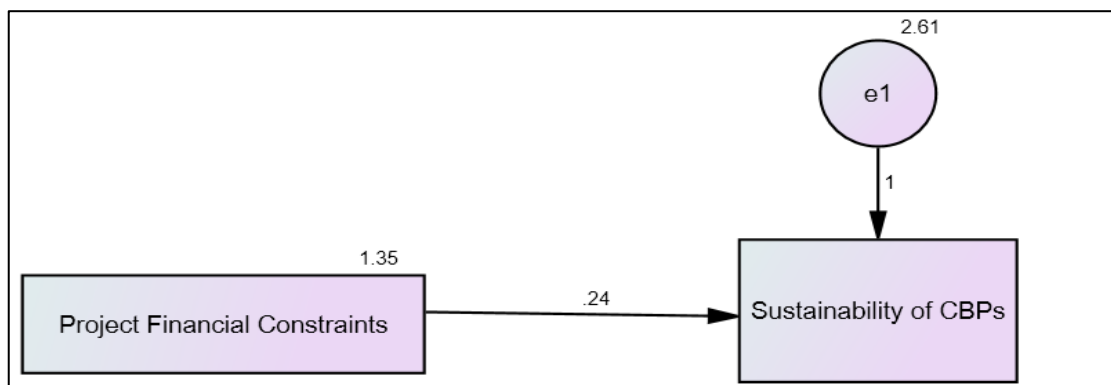 2.61
e1
1
1.35
.24
Project Financial Constraints
Sustainability of CBPs